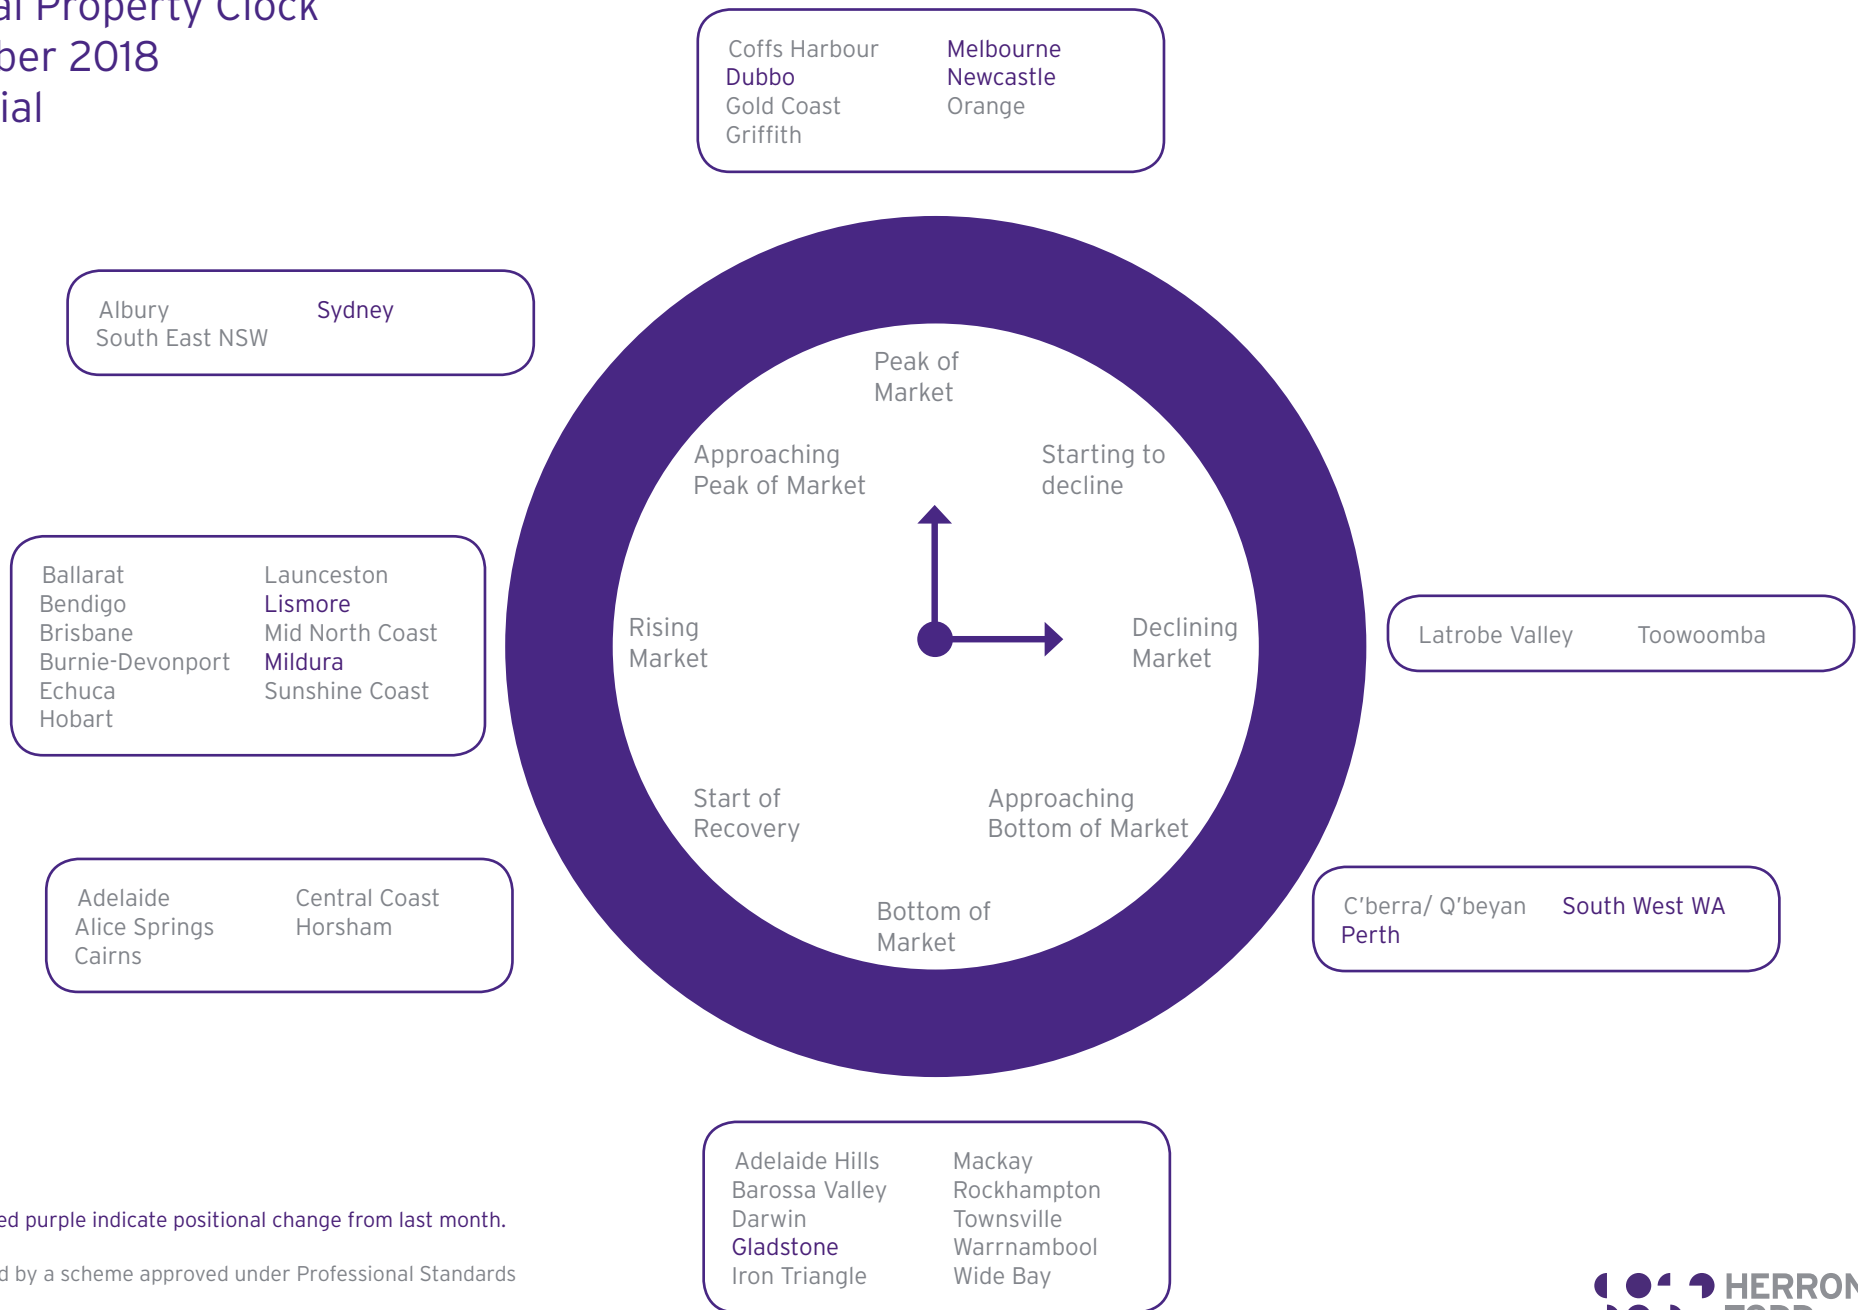 Property Clock
2018
Coffs Harbour
Dubbo
Gold Coast
Griffith
Melbourne
Newcastle
Orange
Albury
South East NSW
Sydney
Peak of
Market
Approaching
Peak of Market
Starting to
decline
Ballarat
Bendigo
Brisbane
Burnie-Devonport
Echuca
Hobart
Launceston
Lismore
Mid North Coast
Mildura
Sunshine Coast
Rising
Market
Declining
Market
Latrobe Valley
Toowoomba
Start of
Recovery
Approaching
Bottom of Market
Adelaide
Alice Springs
Cairns
Central Coast
Horsham
Bottom of
Market
C'berra/ Q'beyan
Perth
South West WA
Adelaide Hills
Barossa Valley
Darwin
Gladstone
Iron Triangle
Mackay
Rockhampton
Townsville
Warrnambool
Wide Bay
purple indicate positional change from last month.
by a scheme approved under Professional Standards
HERRON